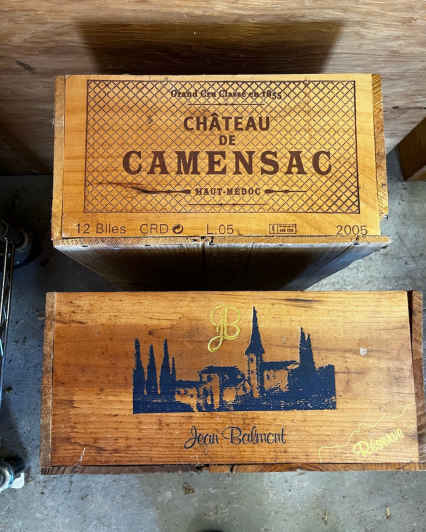 Grand Cru Classé en 1855
CHÂTEAU
DE
CAMENSAC
HAUT-MÉDOC
12 Blles CRD L.05 2005
JB
Jean Balmont
Réserve